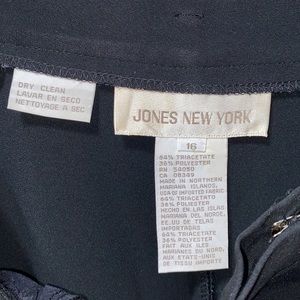 DRY CLEAN
LAVAR EN SECO
NETTOYAGE A SEC
JONES NEW YORK
16
64% TRIACETATE
36% POLYESTER
RN 54050
CA 08349
MADE IN NORTHERN
MARIANA ISLANDS,
USA OF IMPORTED FABRIC
64% TRIACETATO
36% POLIESTER
HECHO EN LAS ISLAS
MARIANA DEL NORDE,
EE.UU DE TELAS
IMPORTADAS
64% TRIACETATE
36% POLYESTER
FABRIQUE AUX ILES
MARIANNES DU NORD,
AUX ETATS-UNIS
DE TISSU IMPORTE